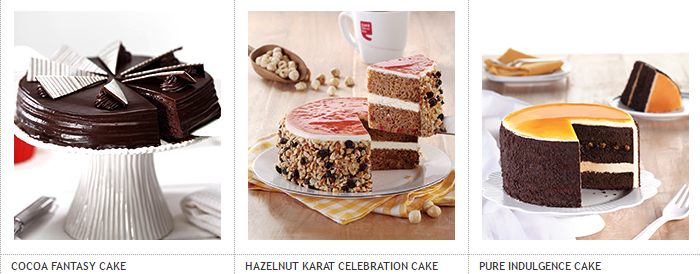 COCOA FANTASY CAKE
HAZELNUT KARAT CELEBRATION CAKE
PURE INDULGENCE CAKE